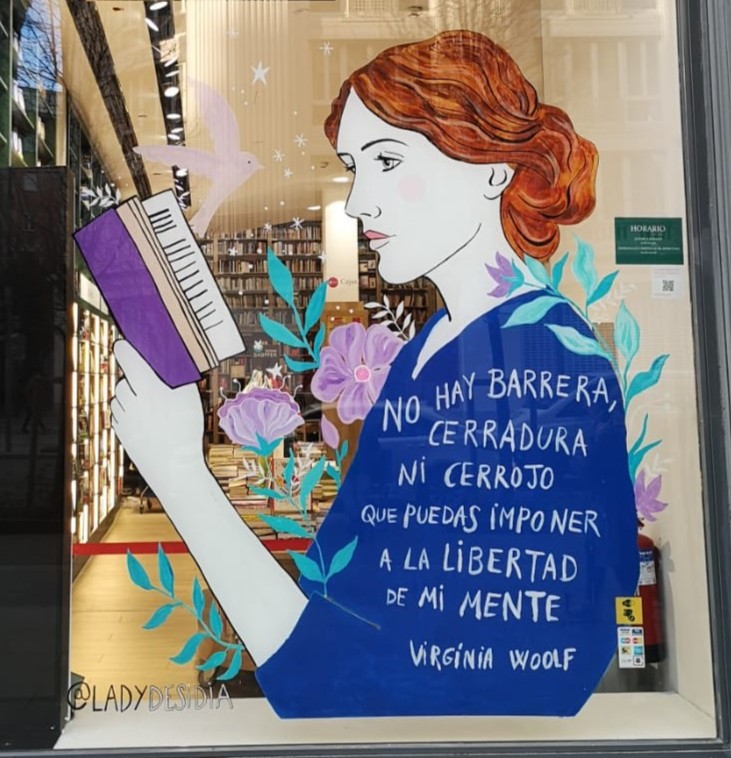 HORARIO
NO HAY BARRERA,
CERRADURA
NI CERROJO
QUE PUEDAS IMPONER
A LA LIBERTAD
DE MI MENTE
VIRGINIA WOOLF
@LADYDESIDIA